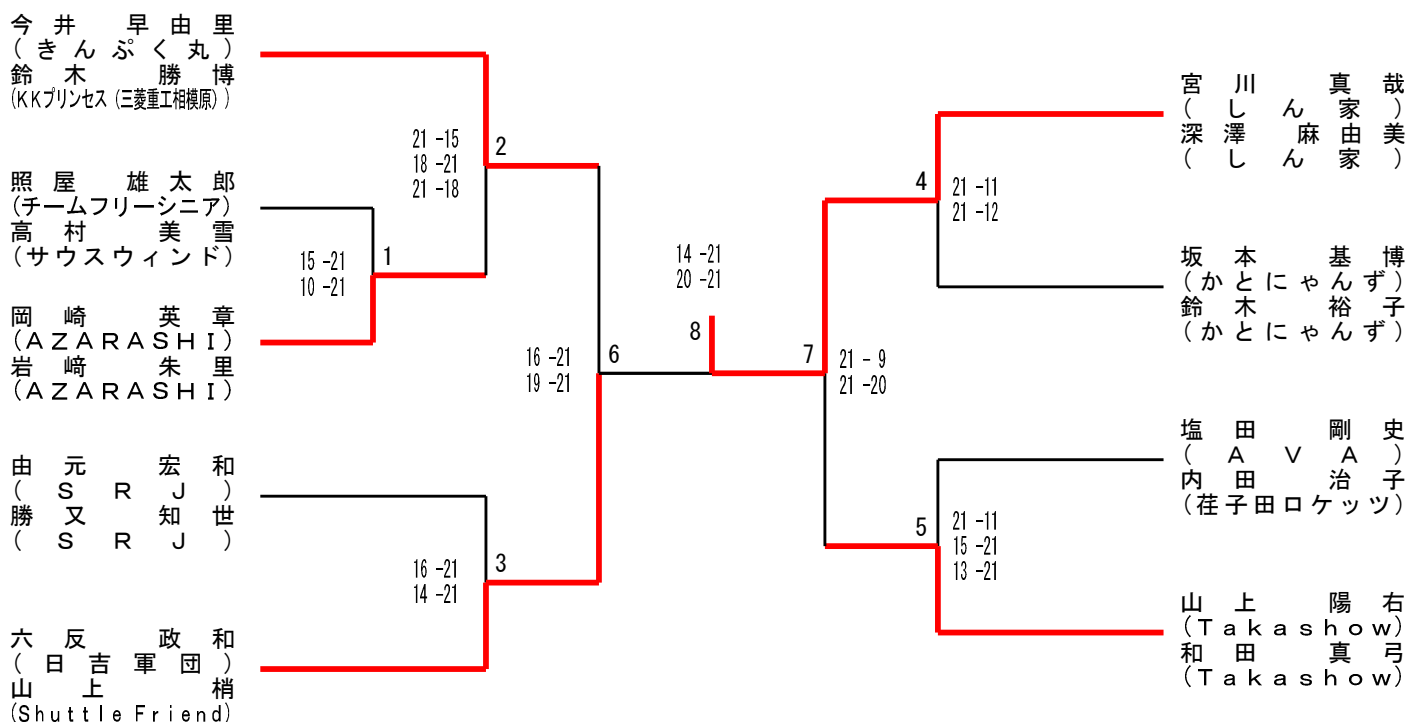 今井 早由里
(きんぷく丸)
鈴木 勝博
(KKプリンセス(三菱重工相模原))
照屋 雄太郎
(チームフリーシニア)
高村 美雪
(サウスウィンド)
岡崎 英章
(AZARASHI)
岩﨑 朱里
(AZARASHI)
由元 宏和
(SRJ)
勝又 知世
(SRJ)
六反 政和
(日吉軍団)
山上 梢
(Shuttle Friend)
21 -15
18 -21
21 -18
2
15 -21
10 -21
1
16 -21
14 -21
3
16 -21
19 -21
6
14 -21
20 -21
8
7
21 - 9
21 -20
4
21 -11
21 -12
5
21 -11
15 -21
13 -21
宮川 真哉
(しん家)
深澤 麻由美
(しん家)
坂本 基博
(かとにゃんず)
鈴木 裕子
(かとにゃんず)
塩田 剛史
(AVA)
内田 治子
(荏子田ロケッツ)
山上 陽右
(Takashow)
和田 真弓
(Takashow)